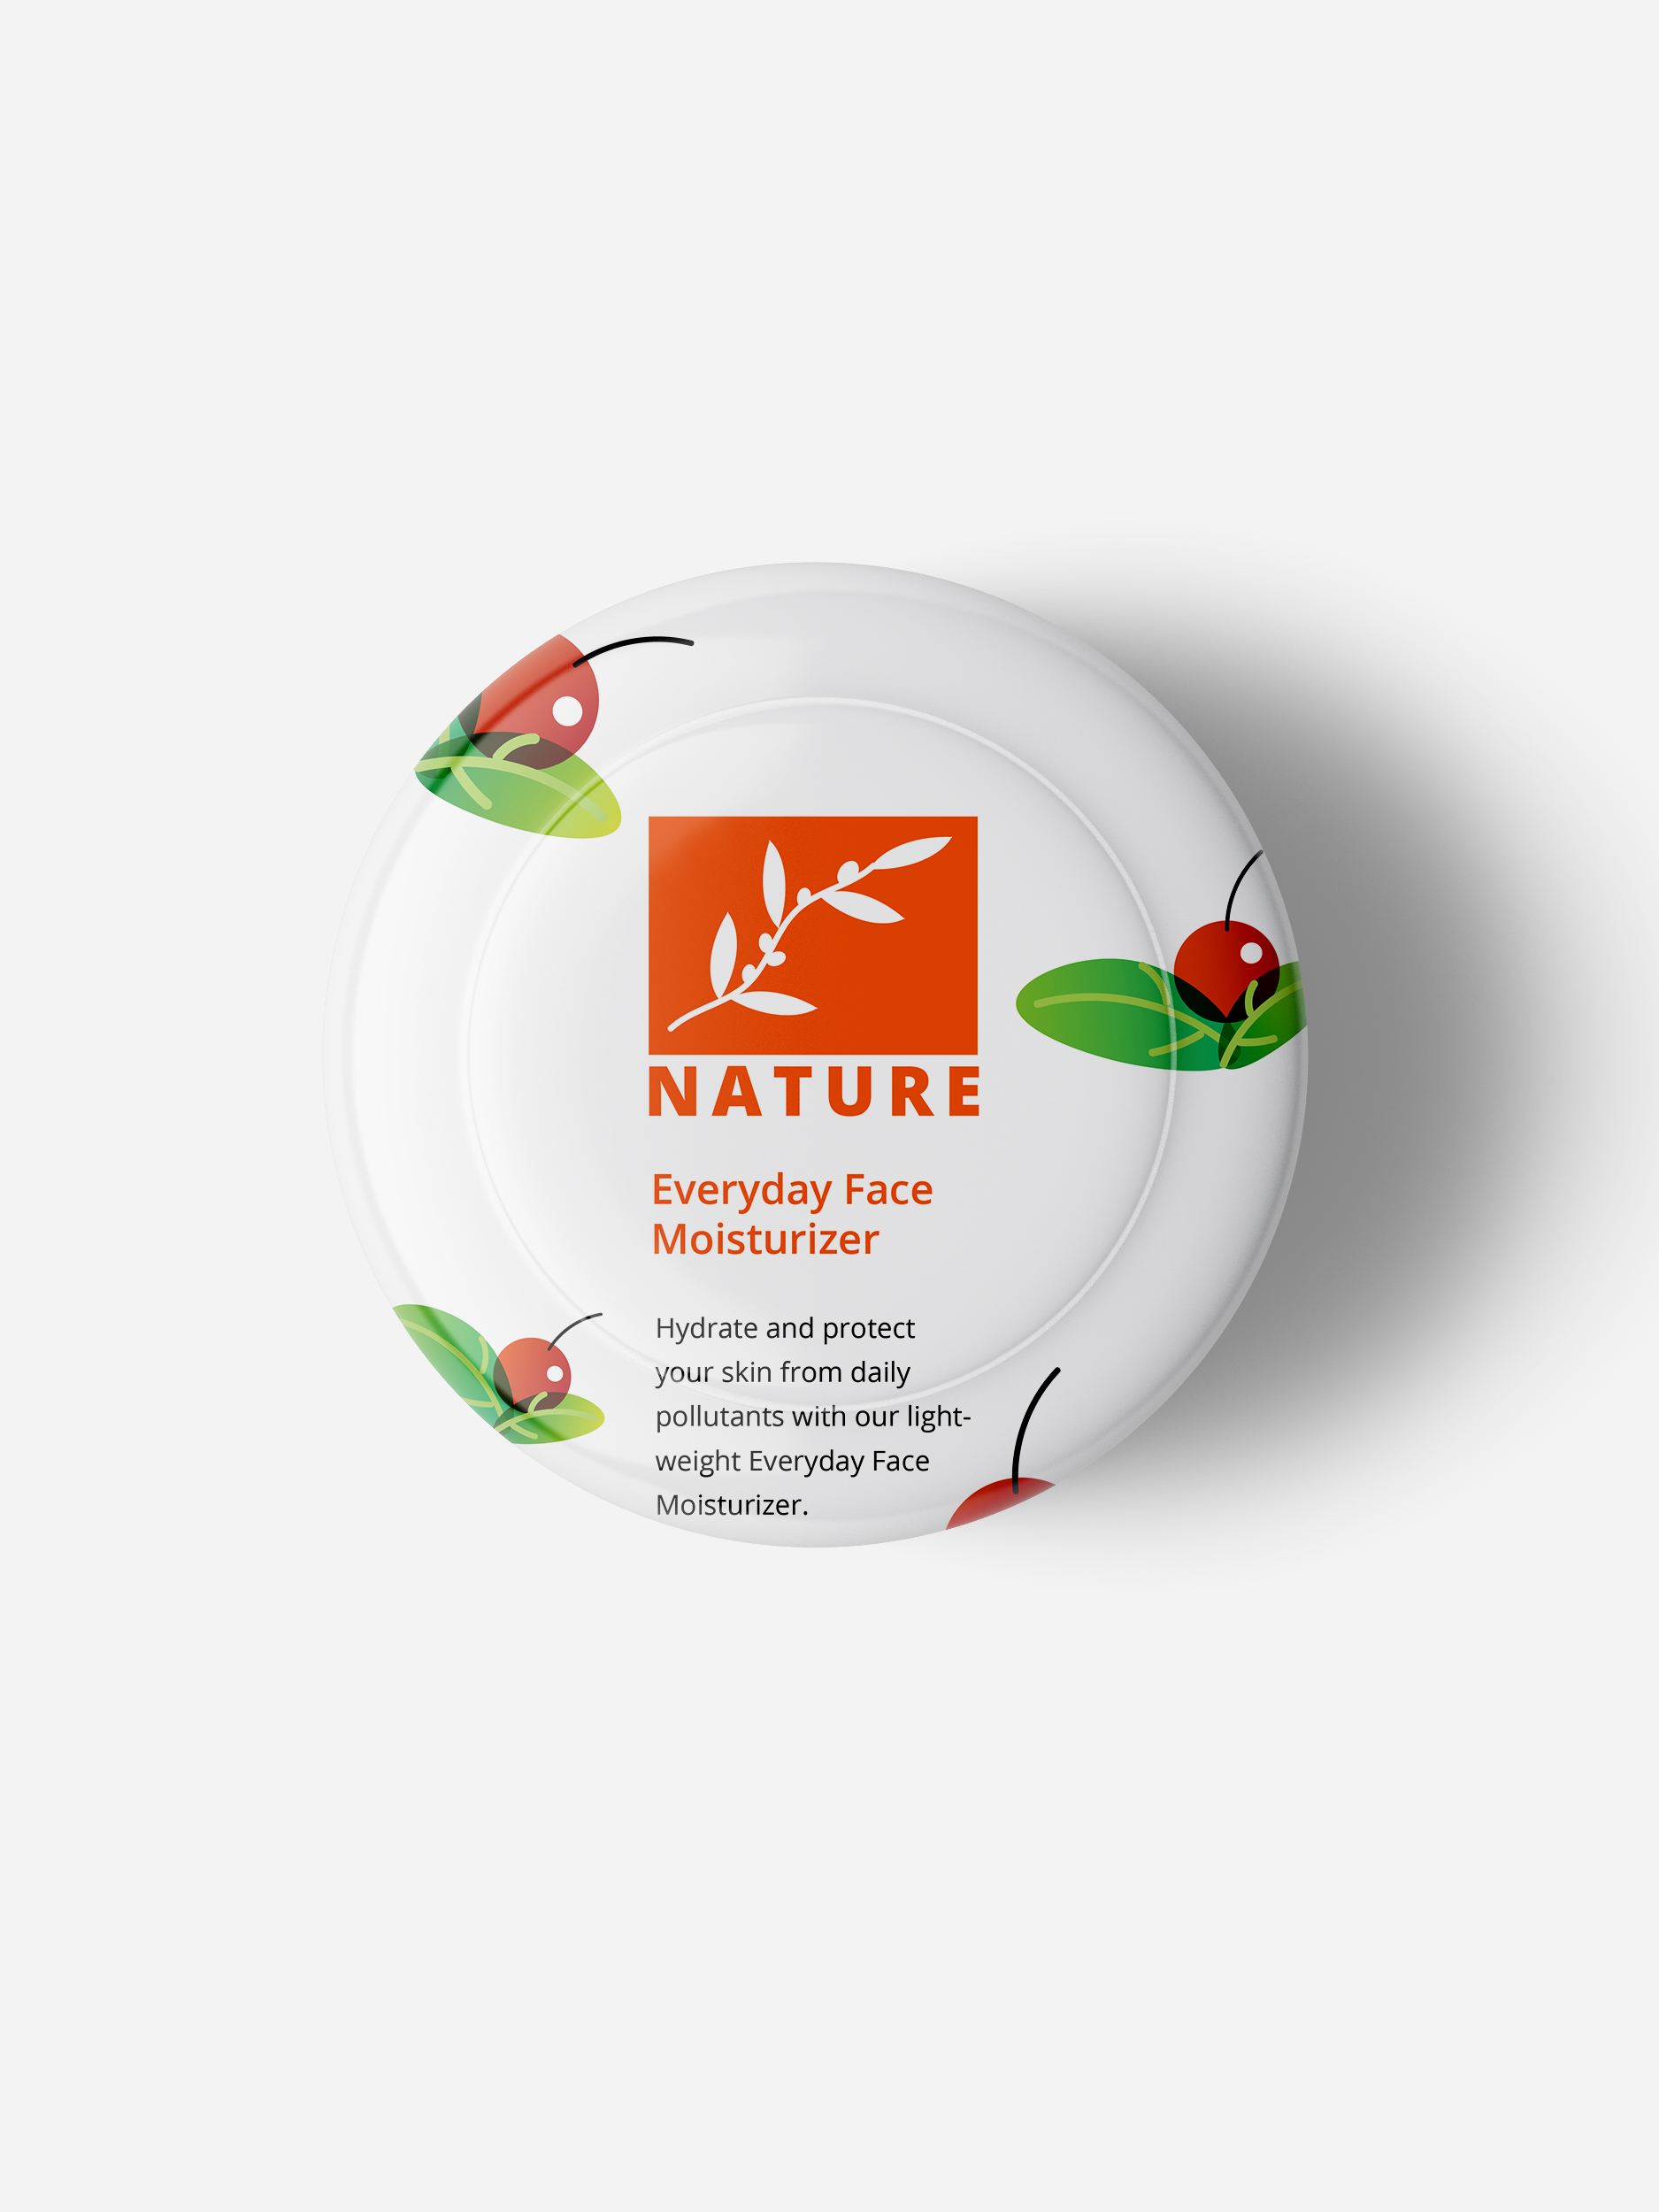 NATURE
Everyday Face
Moisturizer
Hydrate and protect
your skin from daily
pollutants with our light-
weight Everyday Face
Moisturizer.